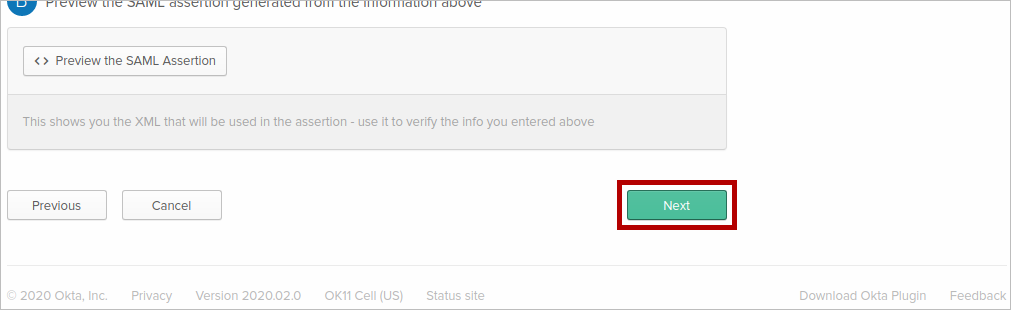 B Preview the SAML assertion generated from the information above
<> Preview the SAML Assertion
This shows you the XML that will be used in the assertion - use it to verify the info you entered above
Previous Cancel Next
© 2020 Okta, Inc. Privacy Version 2020.02.0 OK11 Cell (US) Status site Download Okta Plugin Feedback